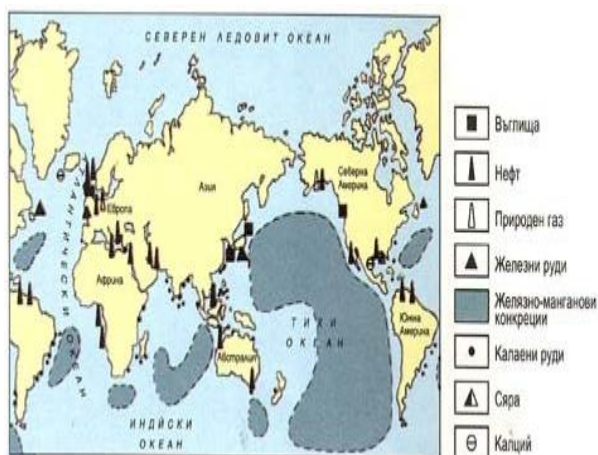 СЕВЕРЕН ЛЕДОВИТ ОКЕАН
Северна
Америка
Азия
Европа
АТЛАНТИЧЕСКИ ОКЕАН
Африка
ТИХИ
ОКЕАН
Южна
Америка
Австралия
ИНДИЙСКИ
ОКЕАН
Въглища
Нефт
Природен газ
Железни руди
Желязно-манганови
конкреции
Калаени руди
Сяра
Калций